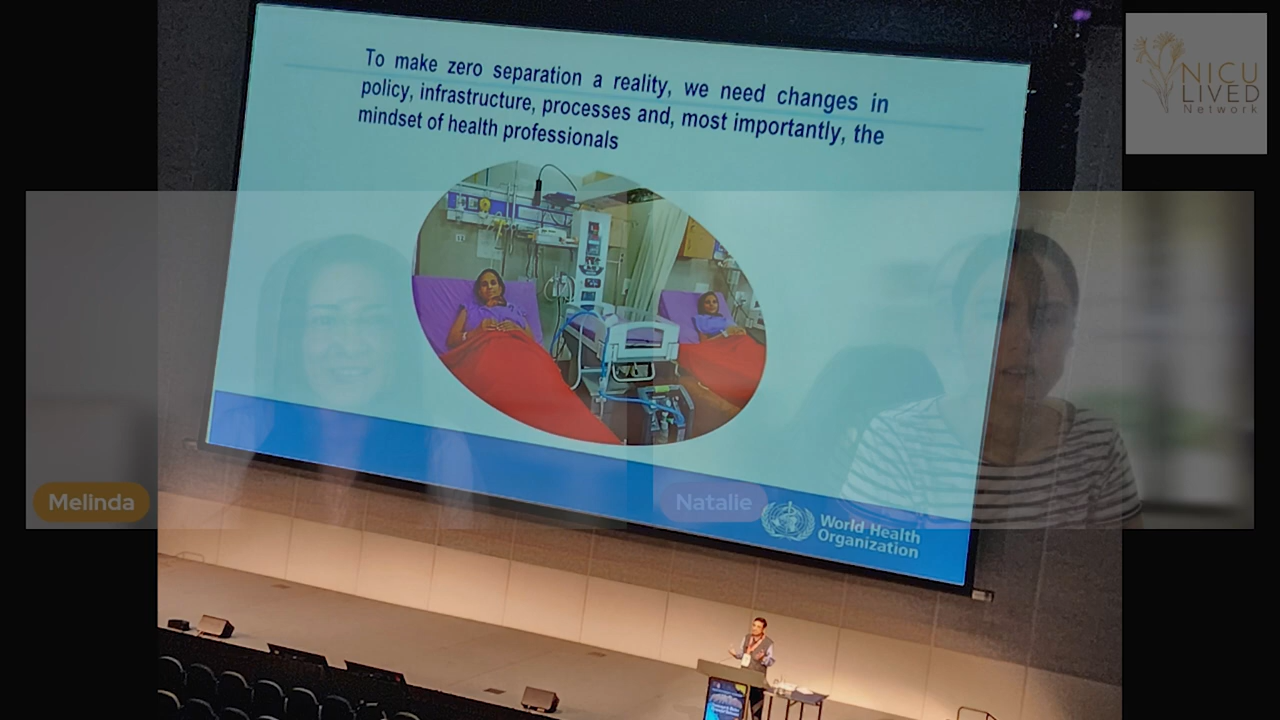 To make zero separation a reality, we need changes in
policy, infrastructure, processes and, most importantly, the
mindset of health professionals
NICU
LIVED
Network
Melinda
Natalie
World Health
Organization